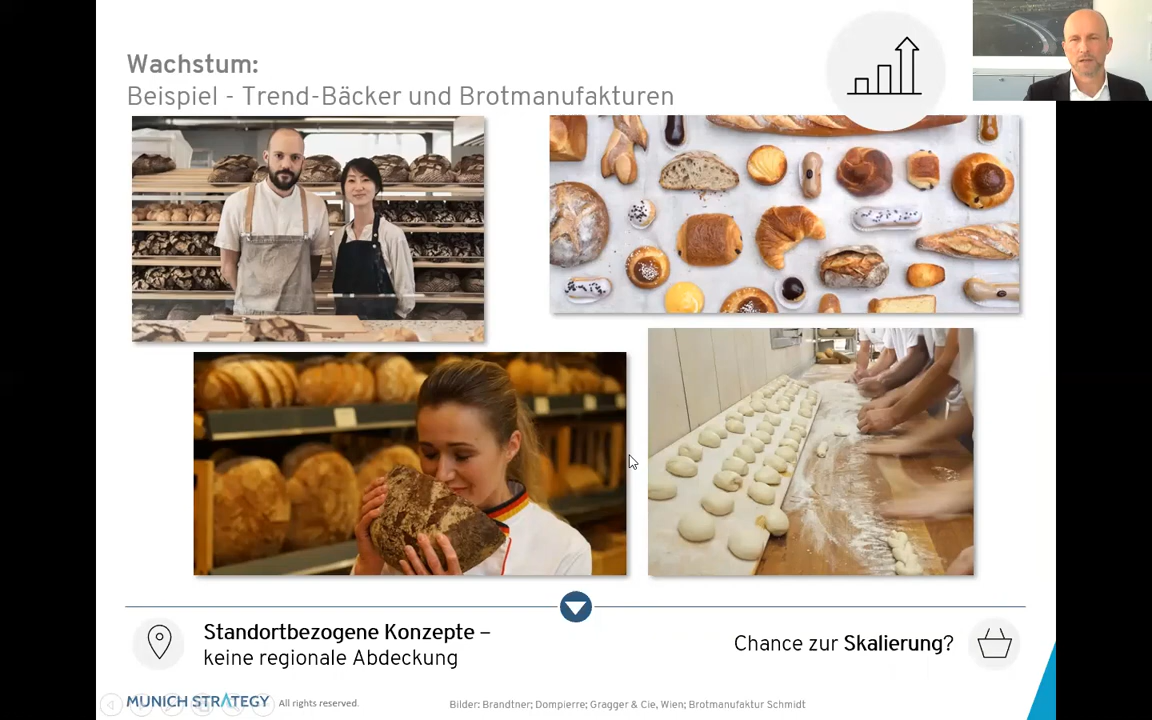 Wachstum:
Beispiel - Trend-Bäcker und Brotmanufakturen
Standortbezogene Konzepte –
keine regionale Abdeckung
Chance zur Skalierung?
MUNICH STRATEGY All rights reserved.
Bilder: Brandtner; Dompierre; Gragger & Cie, Wien; Brotmanufaktur Schmidt